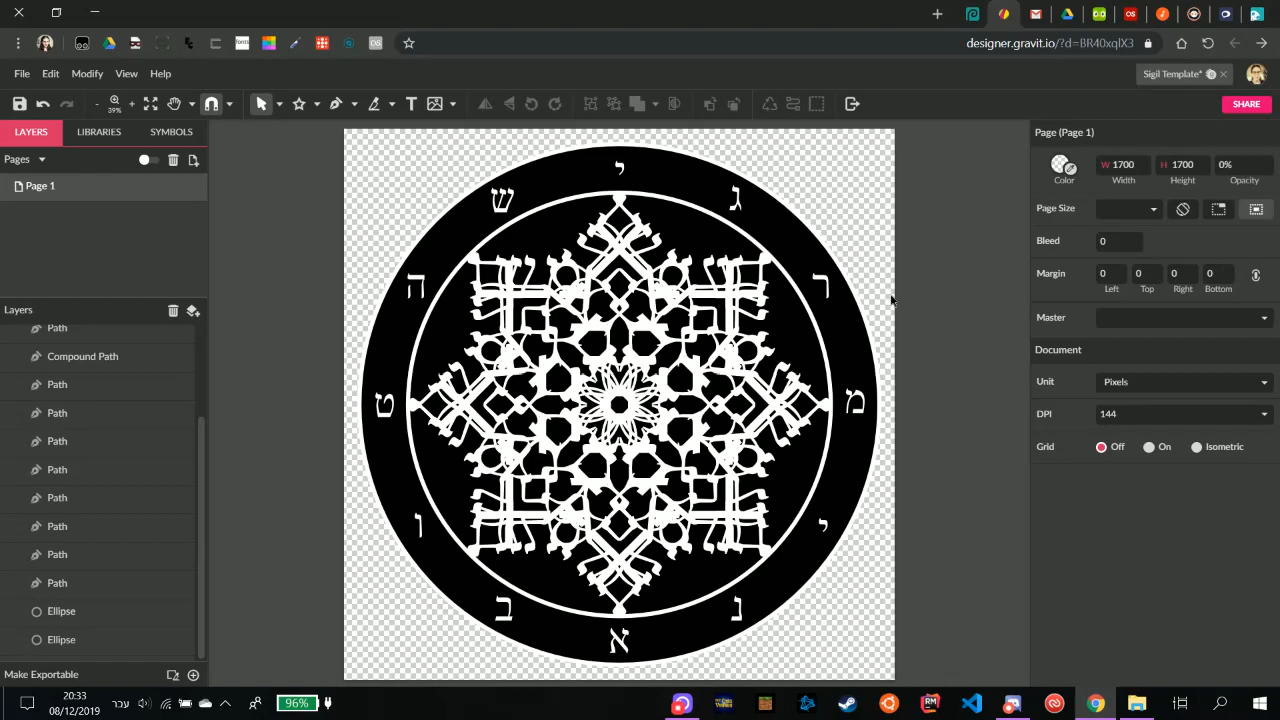 designer.gravit.io/?d=BR40xqlX3
File Edit Modify View Help
Sigil Template*
39%
SHARE
LAYERS LIBRARIES SYMBOLS
Pages
Page 1
Layers
Path
Compound Path
Path
Path
Path
Path
Path
Path
Path
Path
Ellipse
Ellipse
Make Exportable
י
ג
ר
מ
י
נ
א
ב
ו
ט
ה
ש
Page (Page 1)
W 1700 H 1700 0%
Color Width Height Opacity
Page Size
Bleed 0
Margin 0 0 0 0
Left Top Right Bottom
Master
Document
Unit Pixels
DPI 144
Grid Off On Isometric
20:33
08/12/2019
עבר
96%